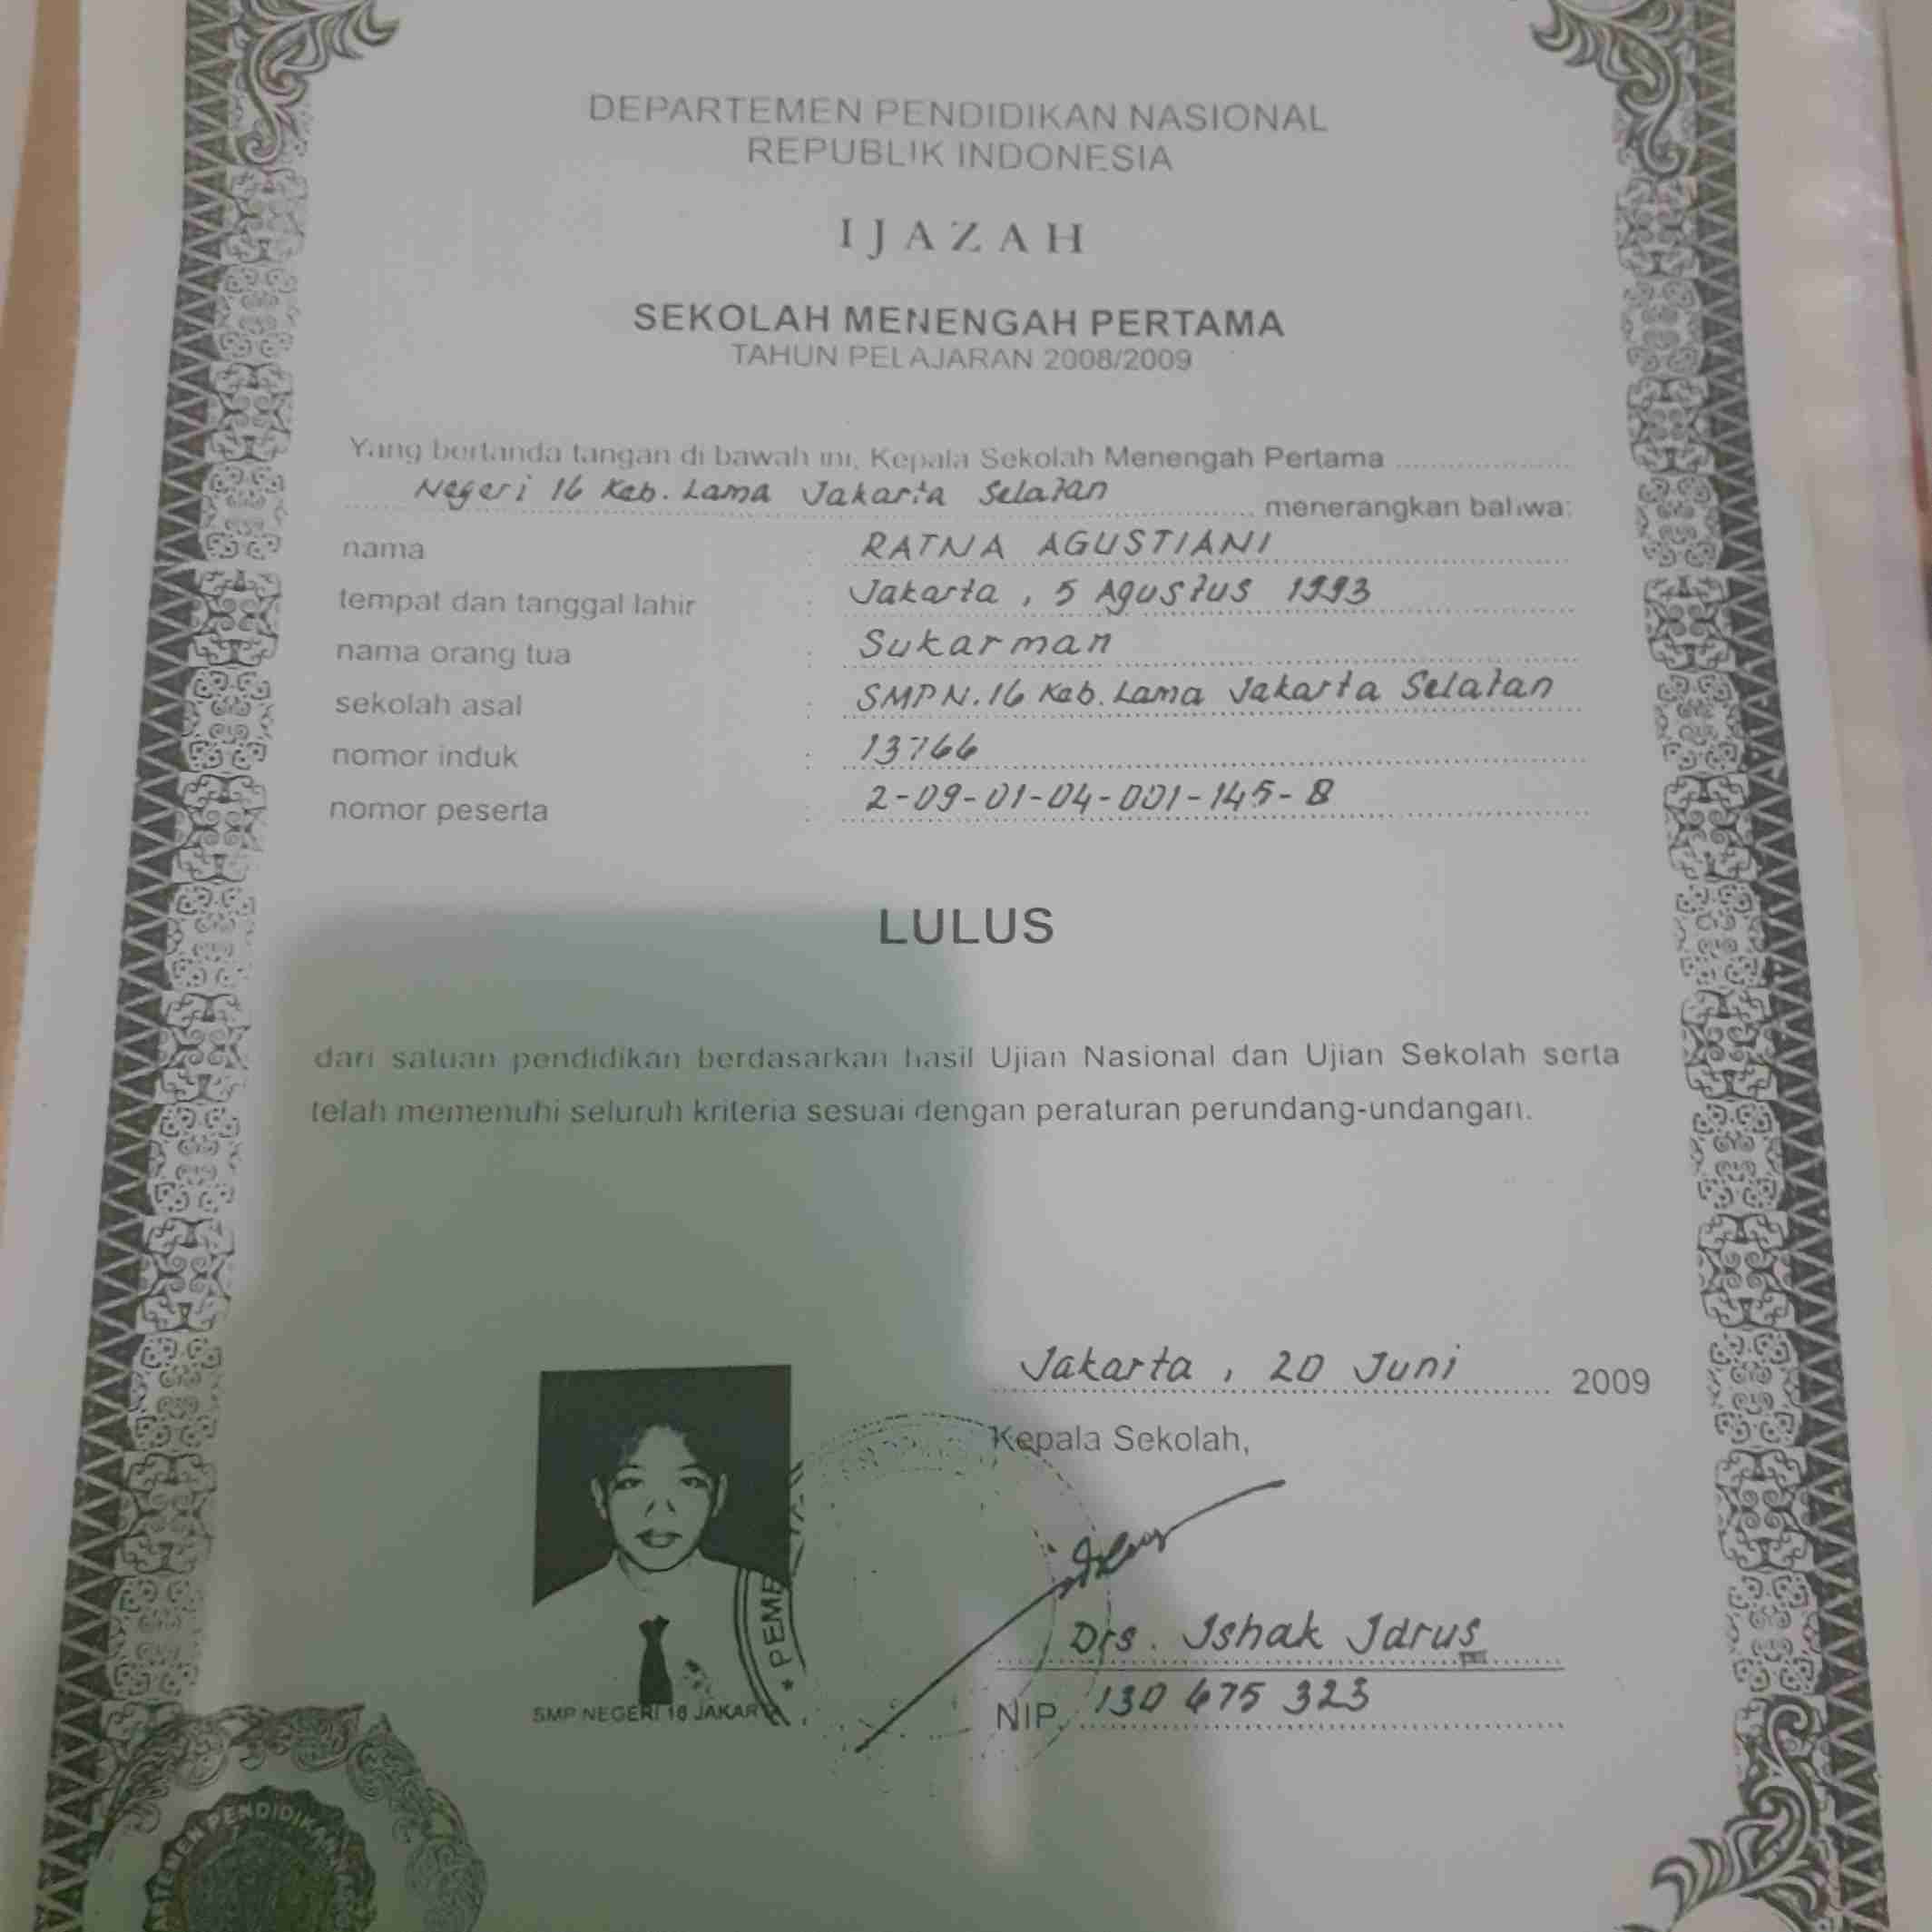 DEPARTEMEN PENDIDIKAN NASIONAL
REPUBLIK INDONESIA
IJAZAH
SEKOLAH MENENGAH PERTAMA
TAHUN PELAJARAN 2008/2009
Yang bertanda tangan di bawah ini, Kepala Sekolah Menengah Pertama
Negeri 16 Keb. Lama Jakarta Selatan menerangkan bahwa:
nama : RATNA AGUSTIANI
tempat dan tanggal lahir : Jakarta, 5 Agustus 1993
nama orang tua : Sukarman
sekolah asal : SMPN.16 Keb. Lama Jakarta Selatan
nomor induk : 13766
nomor peserta : 2-09-01-04-001-145-8
LULUS
dari satuan pendidikan berdasarkan hasil Ujian Nasional dan Ujian Sekolah serta
telah memenuhi seluruh kriteria sesuai dengan peraturan perundang-undangan.
Jakarta, 20 Juni 2009
Kepala Sekolah,
Drs. Ishak Idrus
NIP. 130 675 323
* PEME
SMP NEGERI 16 JAKARTA
PENDIDIKAN